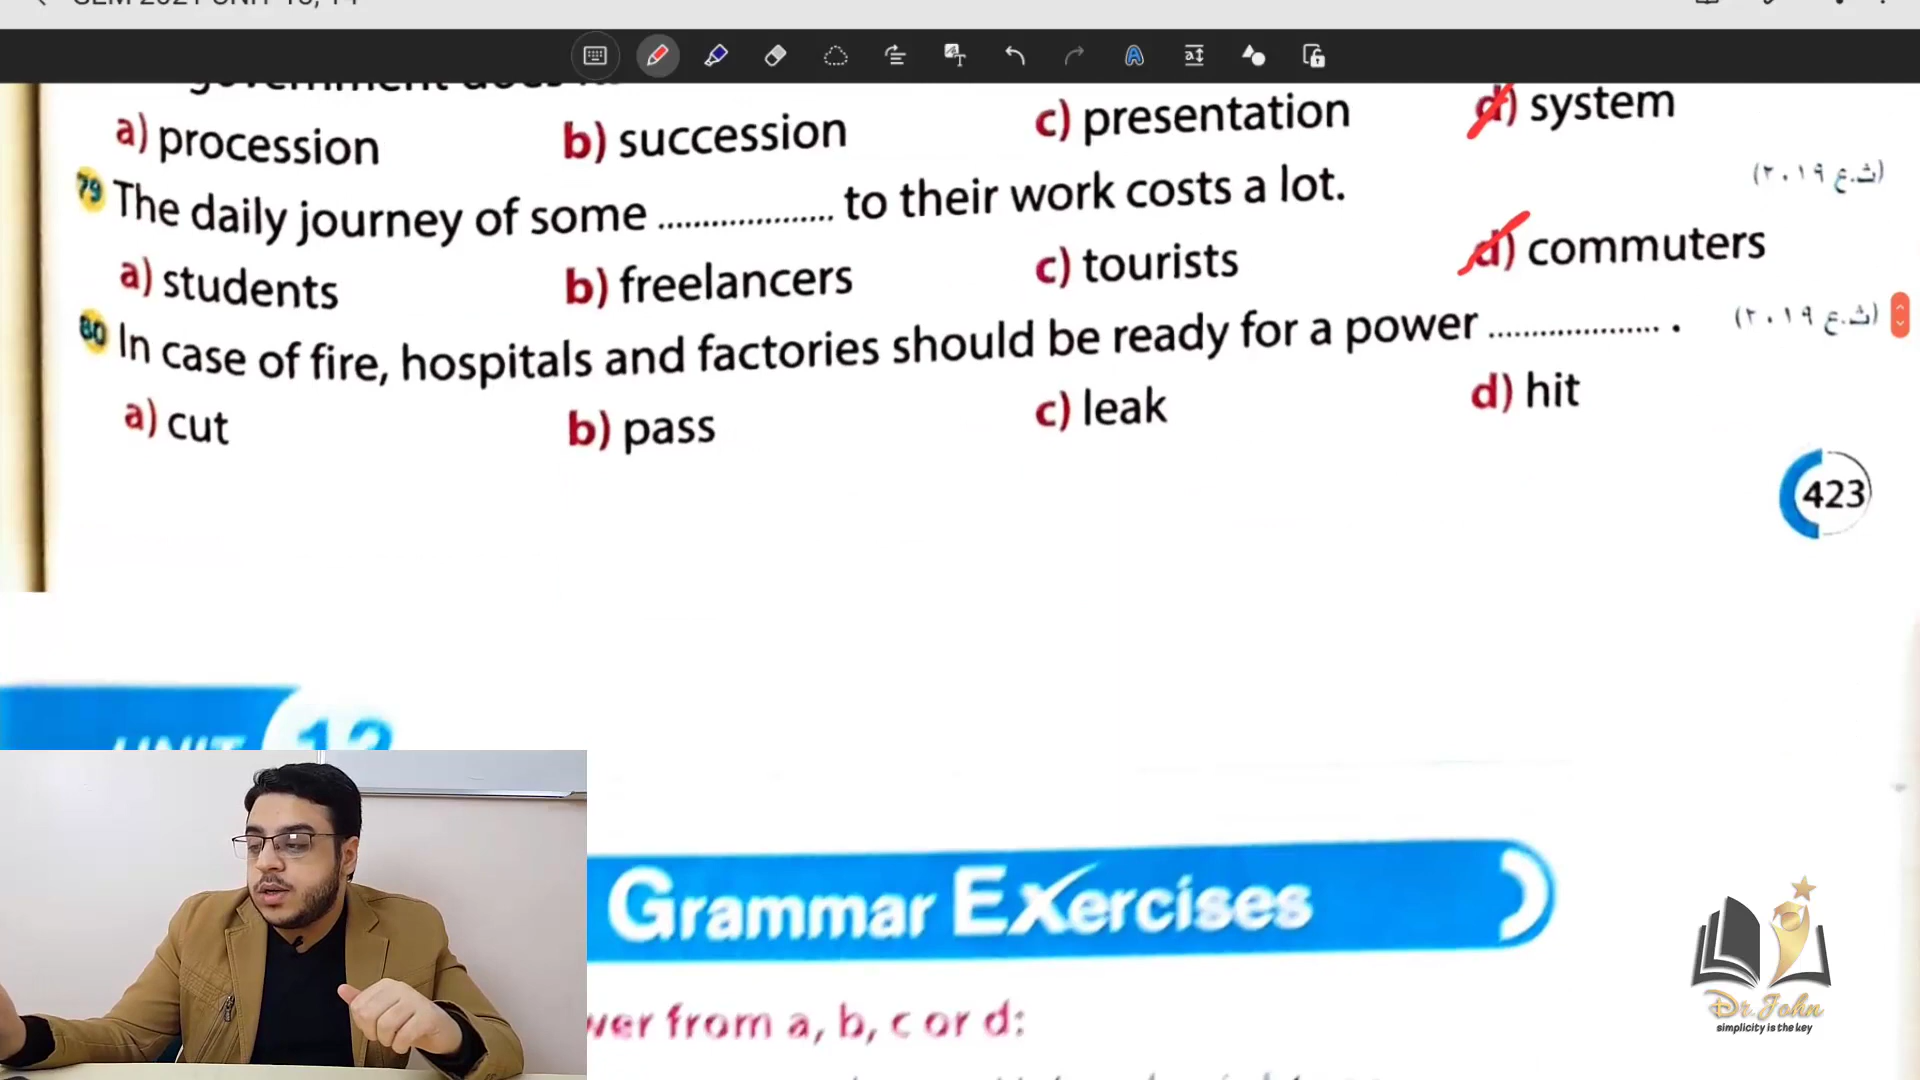 a) procession b) succession c) presentation d) system
79 The daily journey of some .................... to their work costs a lot. (ث.ع ٢٠١٩)
a) students b) freelancers c) tourists d) commuters
80 In case of fire, hospitals and factories should be ready for a power .................... . (ث.ع ٢٠١٩)
a) cut b) pass c) leak d) hit
423
UNIT 13
Grammar Exercises
from a, b, c or d:
Dr. John
simplicity is the key